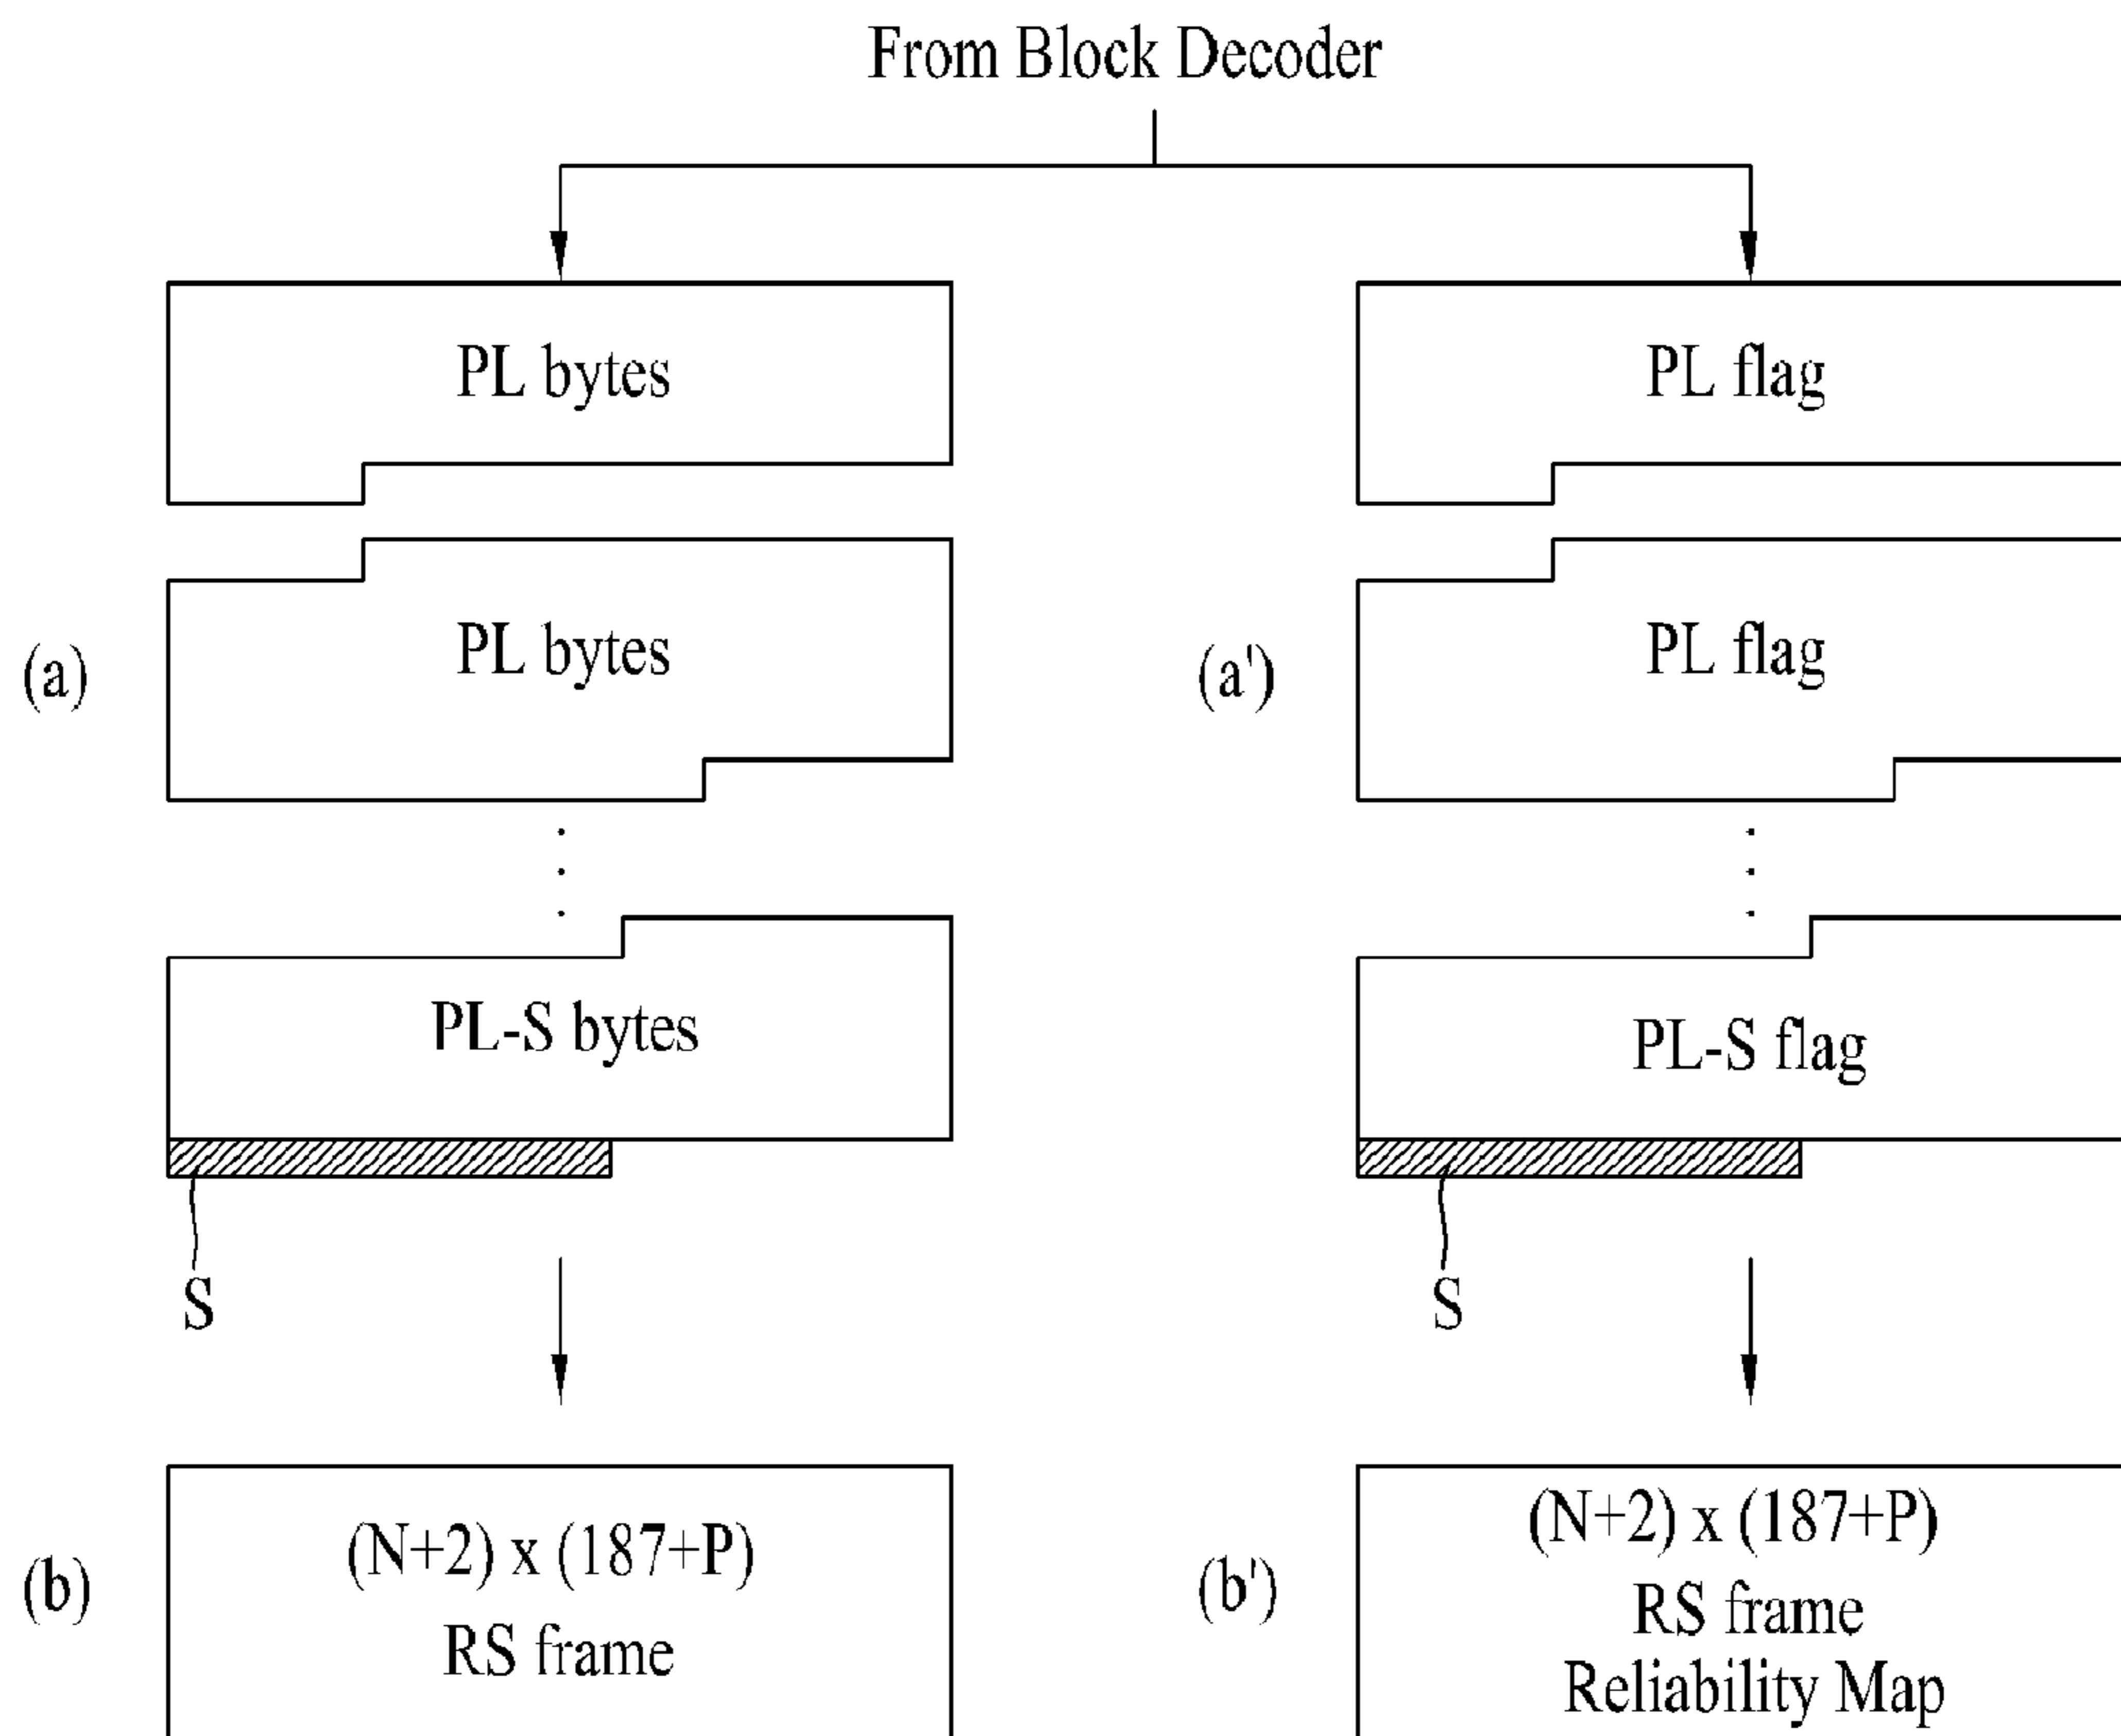 From Block Decoder
PL bytes
PL flag
(a)
PL bytes
(a')
PL flag
PL-S bytes
PL-S flag
S
S
(b)
(N+2) x (187+P)
RS frame
(b')
(N+2) x (187+P)
RS frame
Reliability Map